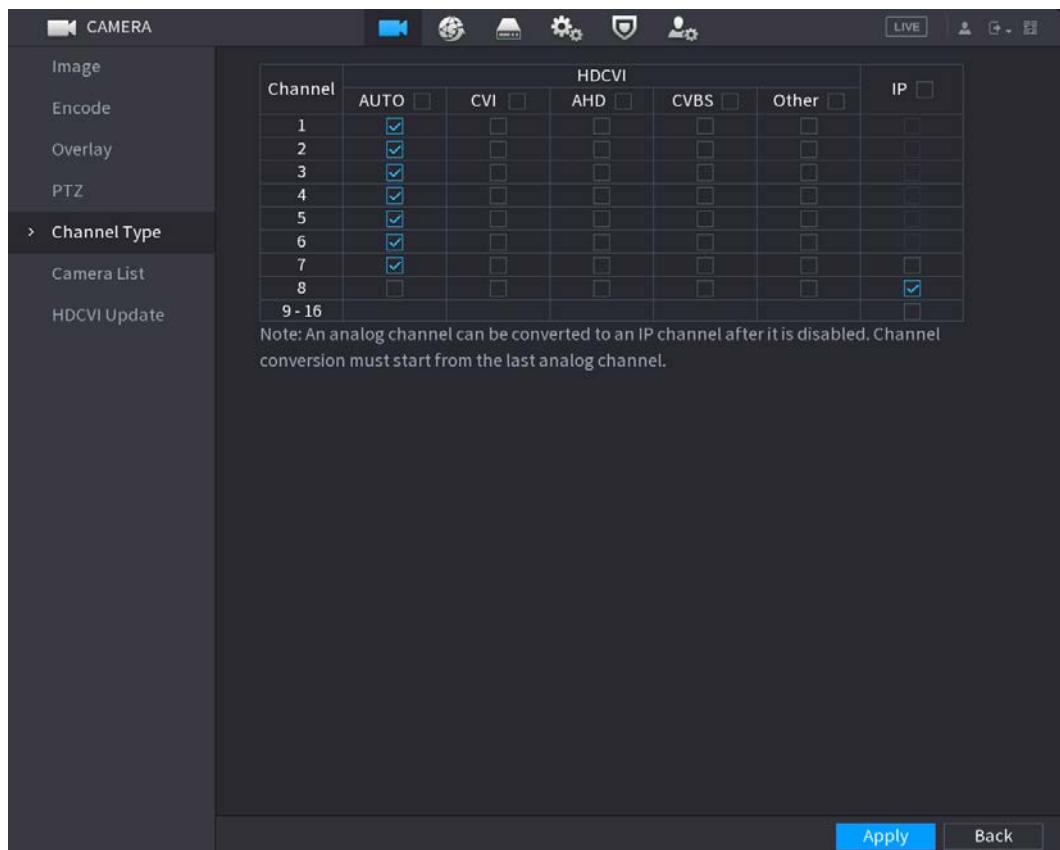 CAMERA
LIVE
Image
Encode
Overlay
PTZ
> Channel Type
Camera List
HDCVI Update
Channel HDCVI IP
AUTO CVI AHD CVBS Other
1
2
3
4
5
6
7
8
9 - 16
Note: An analog channel can be converted to an IP channel after it is disabled. Channel
conversion must start from the last analog channel.
Apply Back